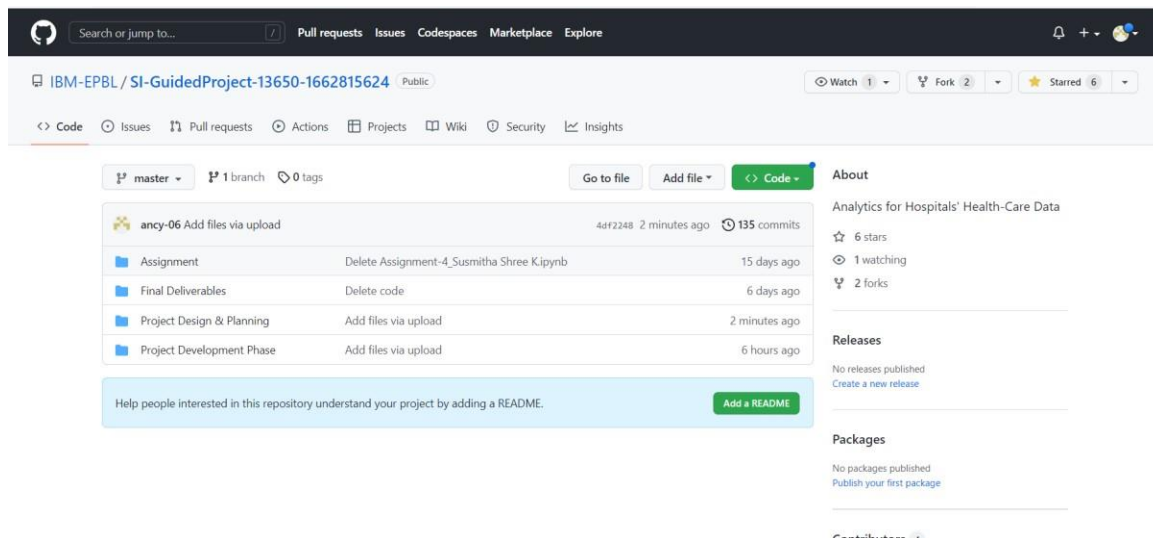 Search or jump to... / Pull requests Issues Codespaces Marketplace Explore
IBM-EPBL / SI-GuidedProject-13650-1662815624 Public
Watch 1 Fork 2 Starred 6
Code Issues Pull requests Actions Projects Wiki Security Insights
master 1 branch 0 tags Go to file Add file Code
ancy-06 Add files via upload 4df2248 2 minutes ago 135 commits
Assignment Delete Assignment-4_Susmitha Shree K.ipynb 15 days ago
Final Deliverables Delete code 6 days ago
Project Design & Planning Add files via upload 2 minutes ago
Project Development Phase Add files via upload 6 hours ago
Help people interested in this repository understand your project by adding a README. Add a README
About
Analytics for Hospitals' Health-Care Data
6 stars
1 watching
2 forks
Releases
No releases published
Create a new release
Packages
No packages published
Publish your first package